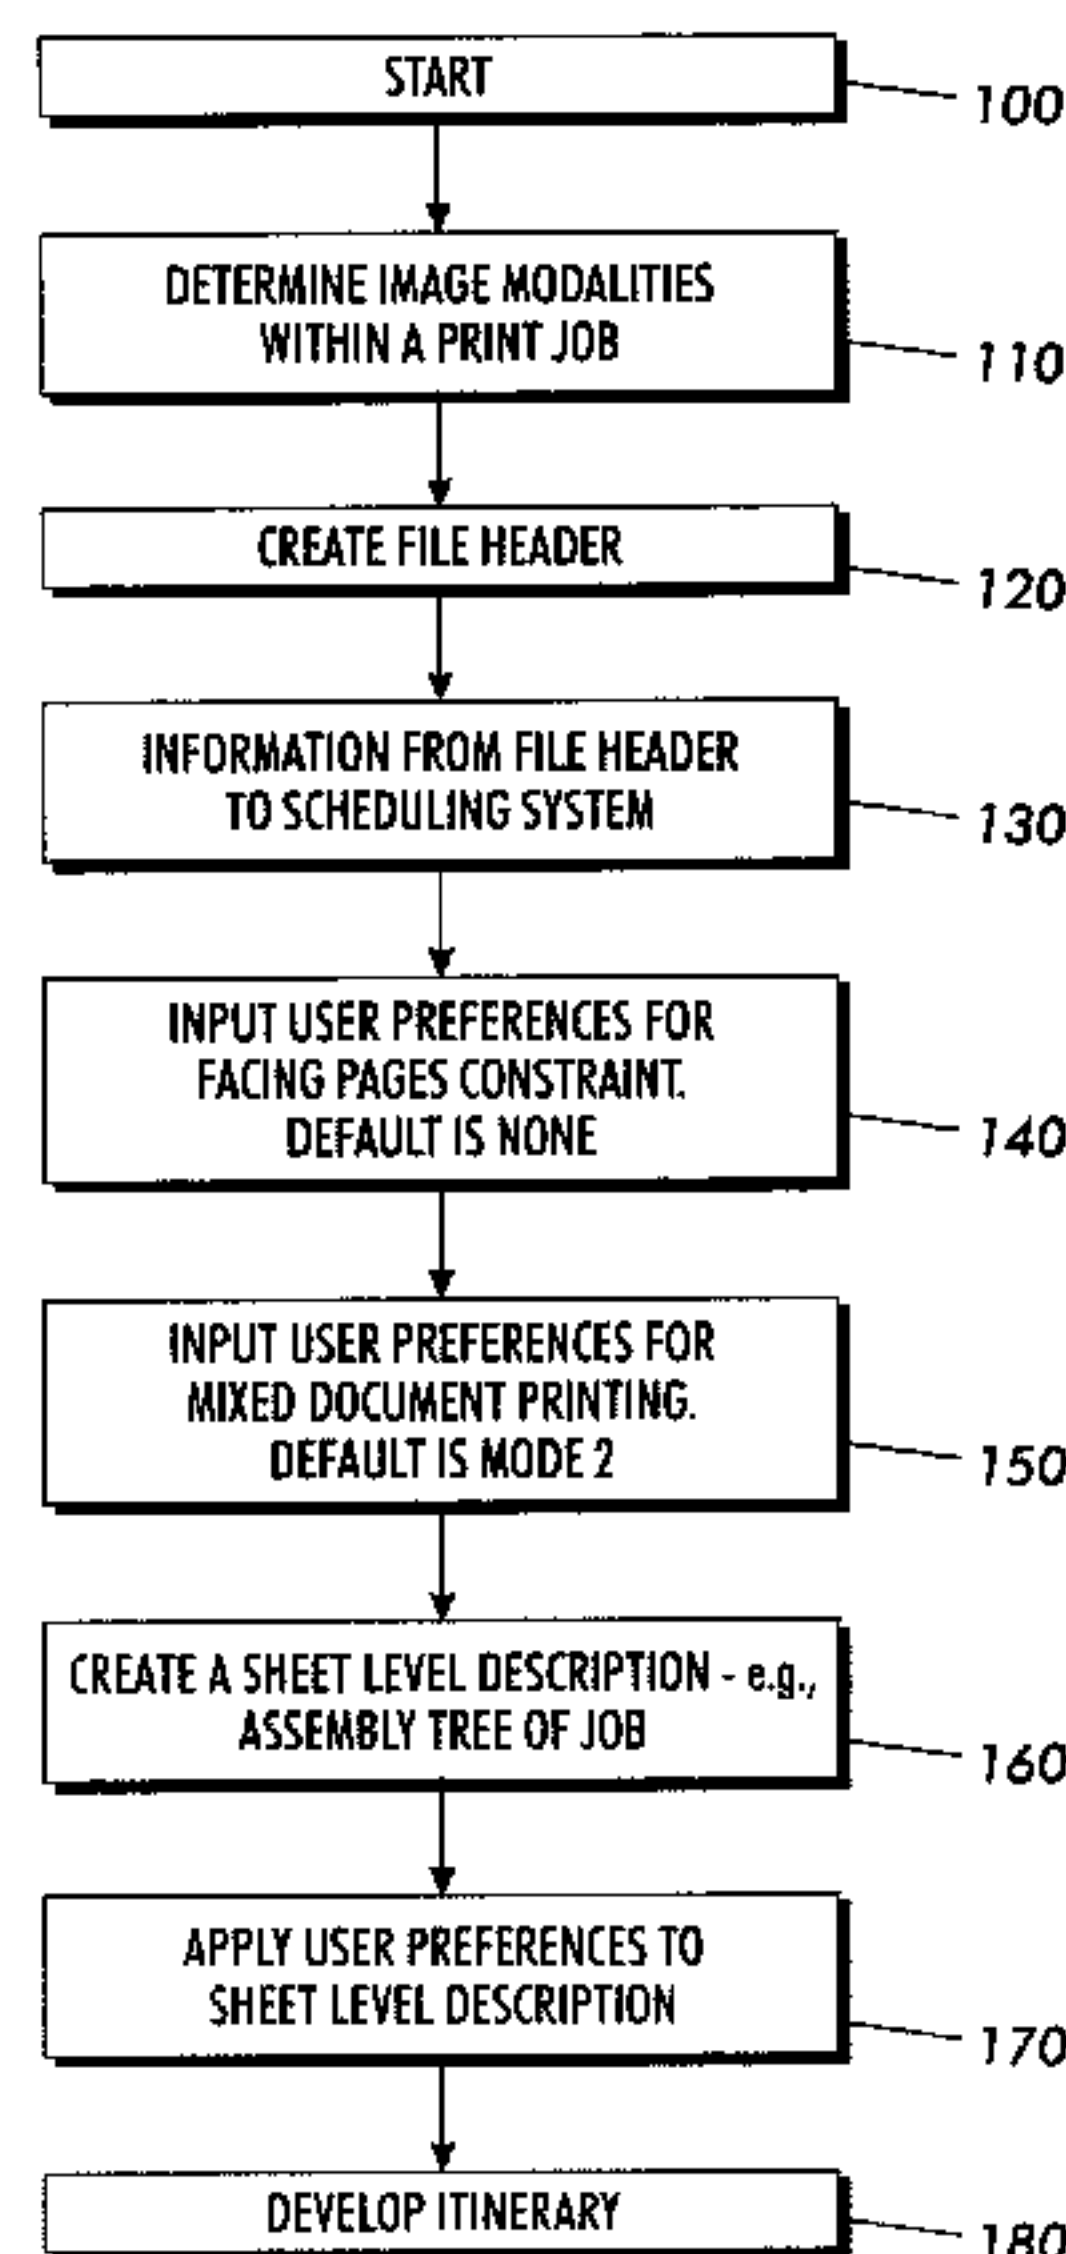 START
100
DETERMINE IMAGE MODALITIES
WITHIN A PRINT JOB
110
CREATE FILE HEADER
120
INFORMATION FROM FILE HEADER
TO SCHEDULING SYSTEM
130
INPUT USER PREFERENCES FOR
FACING PAGES CONSTRAINT.
DEFAULT IS NONE
140
INPUT USER PREFERENCES FOR
MIXED DOCUMENT PRINTING.
DEFAULT IS MODE 2
150
CREATE A SHEET LEVEL DESCRIPTION - e.g.,
ASSEMBLY TREE OF JOB
160
APPLY USER PREFERENCES TO
SHEET LEVEL DESCRIPTION
170
DEVELOP ITINERARY
180